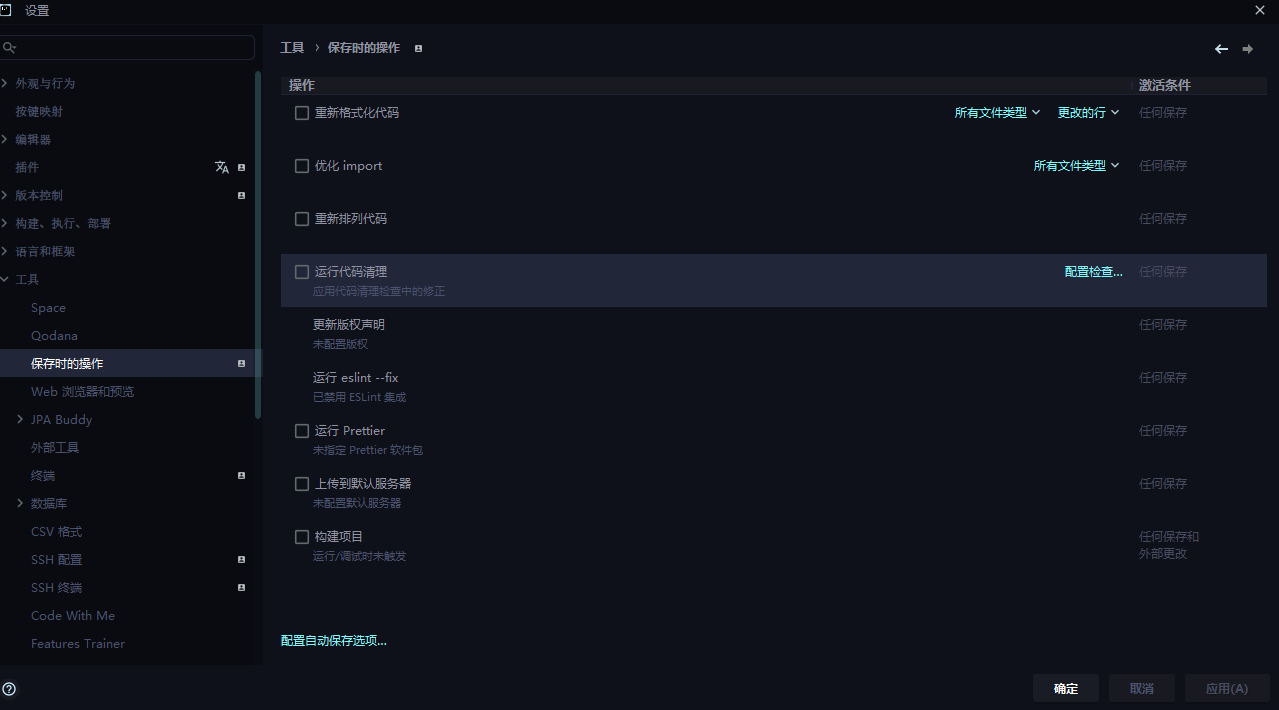 设置
外观与行为
按键映射
编辑器
插件
版本控制
构建、执行、部署
语言和框架
工具
Space
Qodana
保存时的操作
Web 浏览器和预览
JPA Buddy
外部工具
终端
数据库
CSV 格式
SSH 配置
SSH 终端
Code With Me
Features Trainer
工具 › 保存时的操作
操作 激活条件
重新格式化代码 所有文件类型 更改的行 任何保存
优化 import 所有文件类型 任何保存
重新排列代码 任何保存
运行代码清理 配置检查... 任何保存
应用代码清理检查中的修正
更新版权声明 任何保存
未配置版权
运行 eslint --fix 任何保存
已禁用 ESLint 集成
运行 Prettier 任何保存
未指定 Prettier 软件包
上传到默认服务器 任何保存
未配置默认服务器
构建项目 任何保存和
运行/调试时未触发 外部更改
配置自动保存选项...
确定 取消 应用(A)